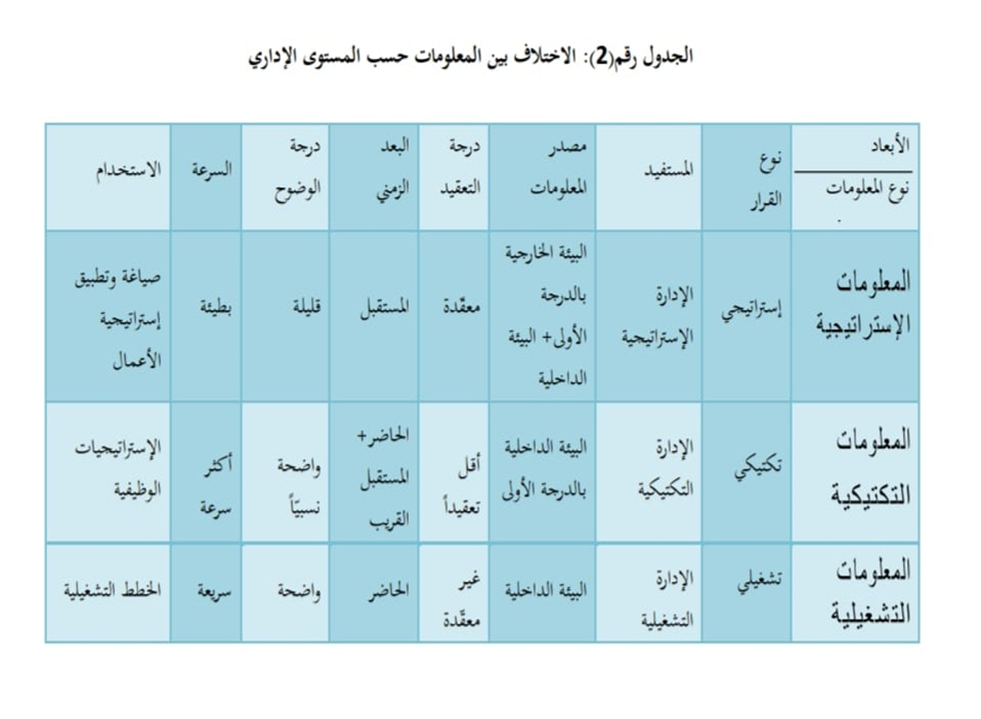 الجدول رقم(2): الاختلاف بين المعلومات حسب المستوى الإداري
الأبعاد
نوع المعلومات
.
نوع
القرار
المستفيد
مصدر
المعلومات
درجة
التعقيد
البعد
الزمني
درجة
الوضوح
السرعة
الاستخدام
المعلومات
الإستراتيجية
إستراتيجي
الإدارة
الإستراتيجية
البيئة الخارجية
بالدرجة
الأولى+ البيئة
الداخلية
معقّدة
المستقبل
قليلة
بطيئة
صياغة وتطبيق
إستراتيجية
الأعمال
المعلومات
التكتيكية
تكتيكي
الإدارة
التكتيكية
البيئة الداخلية
بالدرجة الأولى
أقل
تعقيداً
الحاضر+
المستقبل
القريب
واضحة
نسبيّاً
أكثر
سرعة
الإستراتيجيات
الوظيفية
المعلومات
التشغيلية
تشغيلي
الإدارة
التشغيلية
البيئة الداخلية
غير
معقّدة
الحاضر
واضحة
سريعة
الخطط التشغيلية